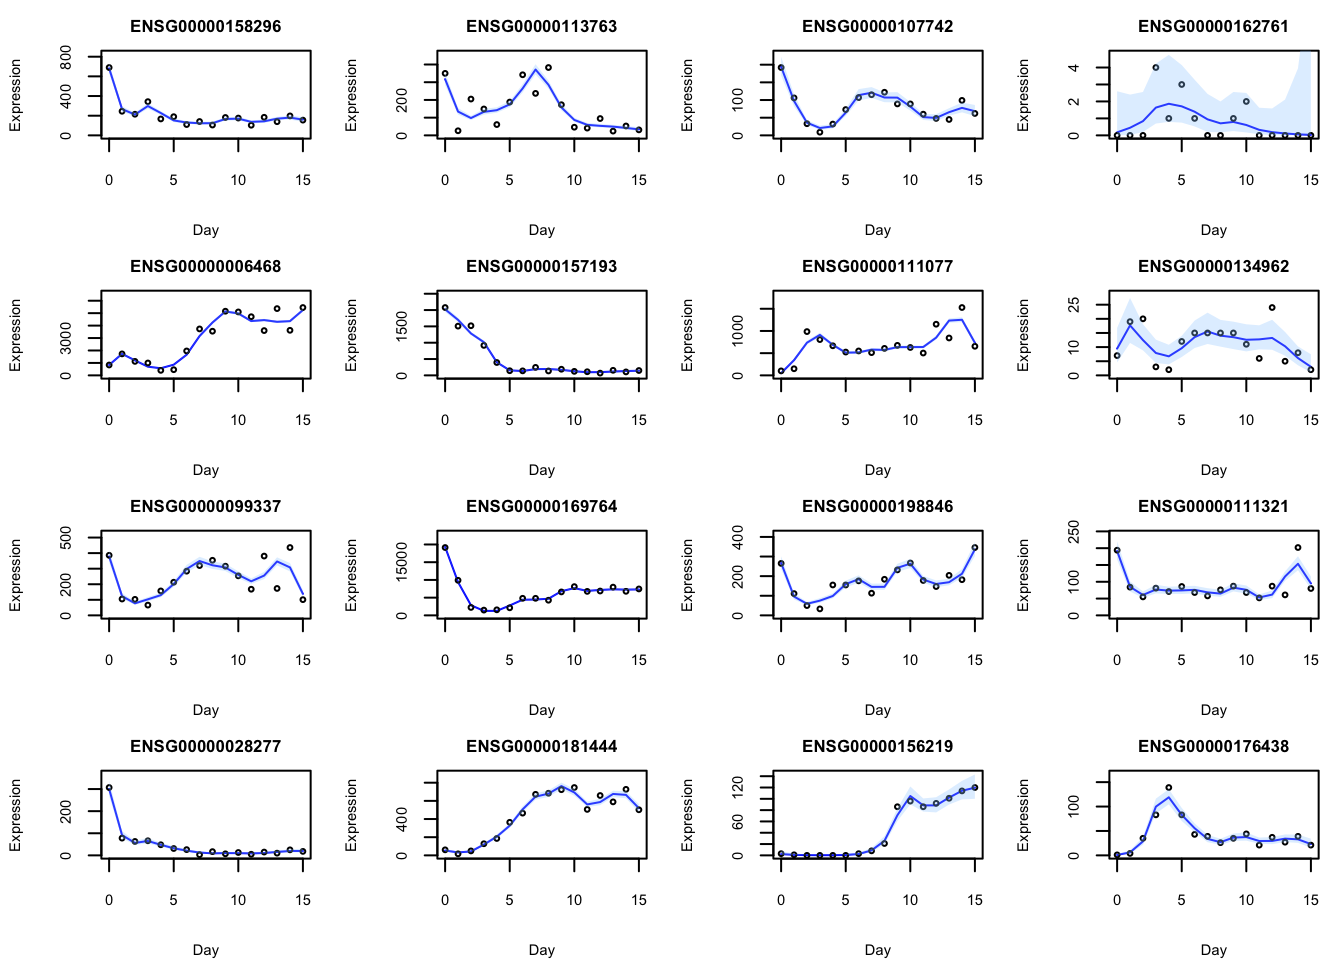 ENSG00000158296
Expression
0 400 800
0 5 10 15
Day
ENSG00000113763
Expression
0 200
0 5 10 15
Day
ENSG00000107742
Expression
0 100
0 5 10 15
Day
ENSG00000162761
Expression
0 2 4
0 5 10 15
Day
ENSG00000006468
Expression
0 3000
0 5 10 15
Day
ENSG00000157193
Expression
0 1500
0 5 10 15
Day
ENSG00000111077
Expression
0 1000
0 5 10 15
Day
ENSG00000134962
Expression
0 10 25
0 5 10 15
Day
ENSG00000099337
Expression
0 200 500
0 5 10 15
Day
ENSG00000169764
Expression
0 15000
0 5 10 15
Day
ENSG00000198846
Expression
0 200 400
0 5 10 15
Day
ENSG00000111321
Expression
0 100 250
0 5 10 15
Day
ENSG00000028277
Expression
0 200
0 5 10 15
Day
ENSG00000181444
Expression
0 400
0 5 10 15
Day
ENSG00000156219
Expression
0 60 120
0 5 10 15
Day
ENSG00000176438
Expression
0 100
0 5 10 15
Day